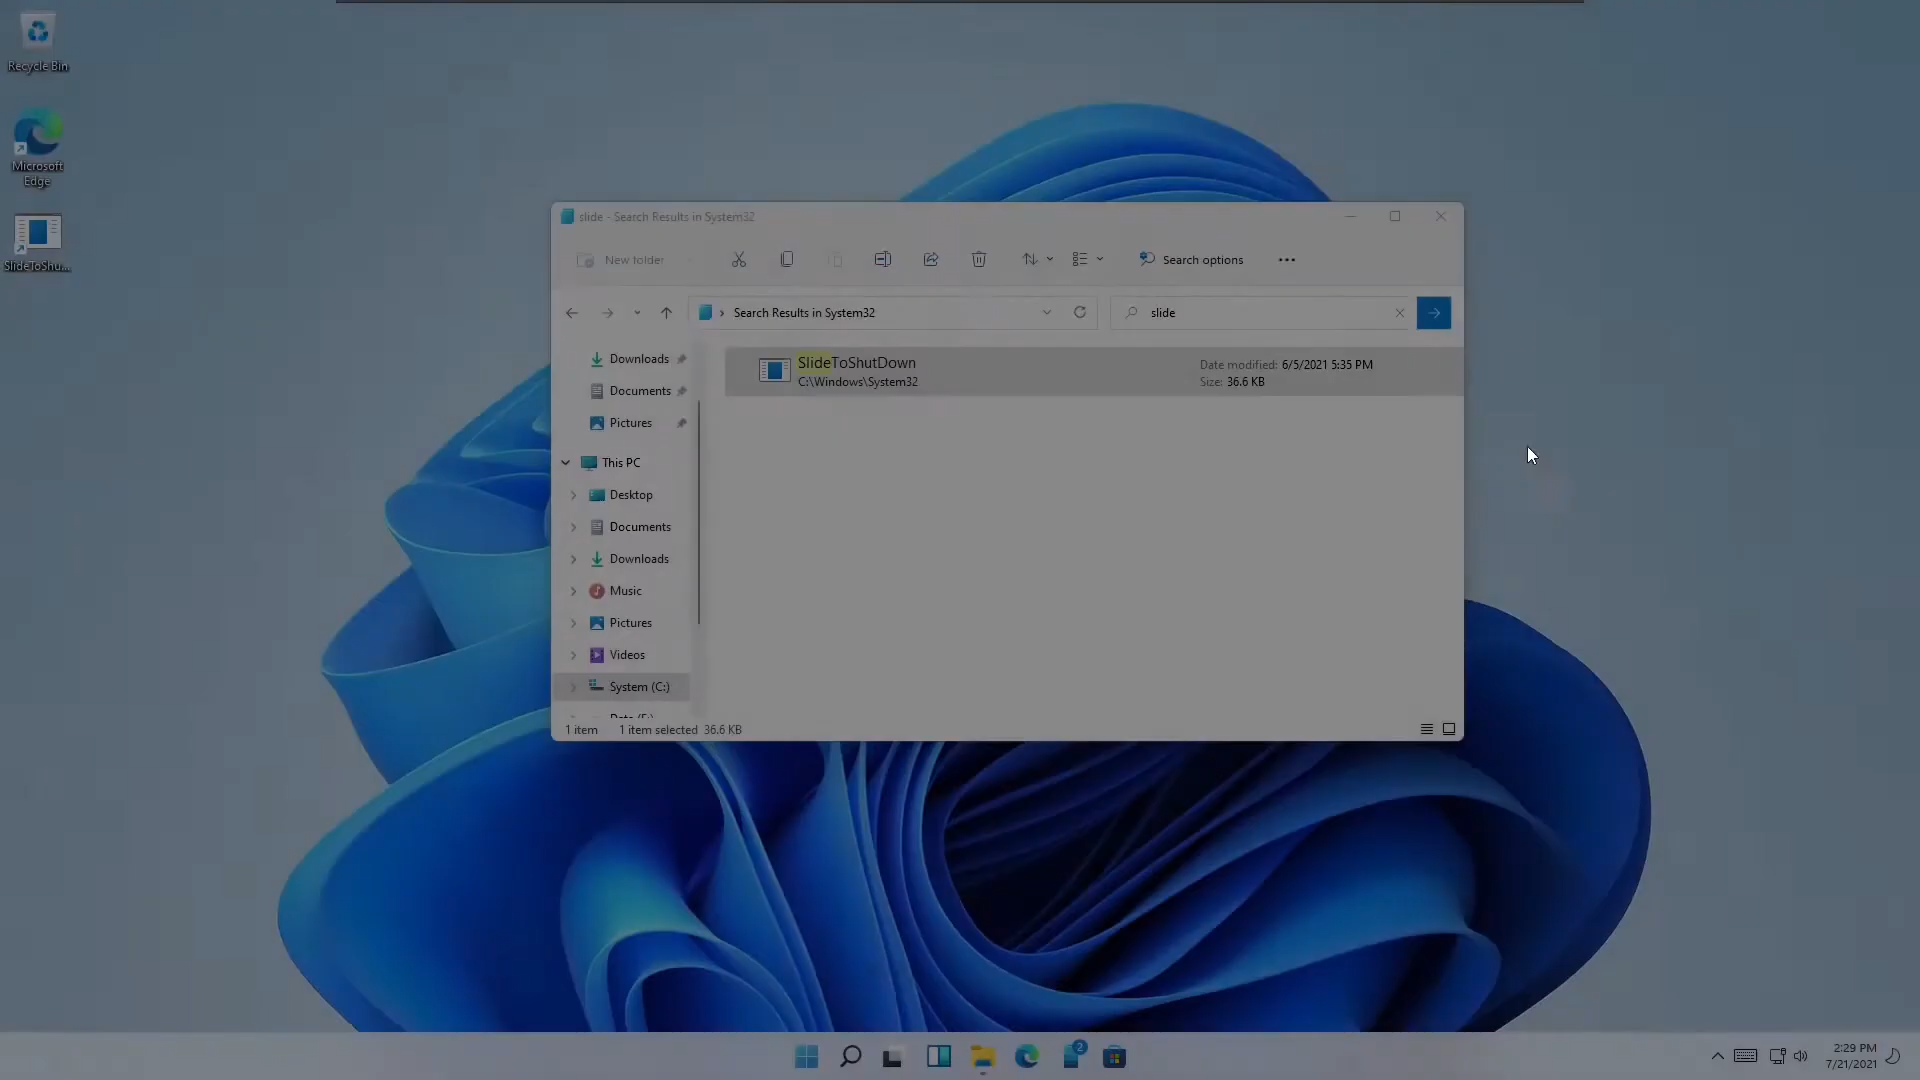 Recycle Bin
Microsoft
Edge
SlideToShu...
slide - Search Results in System32
New folder
Search options
Search Results in System32
slide
Downloads
Documents
Pictures
This PC
Desktop
Documents
Downloads
Music
Pictures
Videos
System (C:)
SlideToShutDown
C:\Windows\System32
Date modified: 6/5/2021 5:35 PM
Size: 36.6 KB
1 item 1 item selected 36.6 KB
2
2:29 PM
7/21/2021